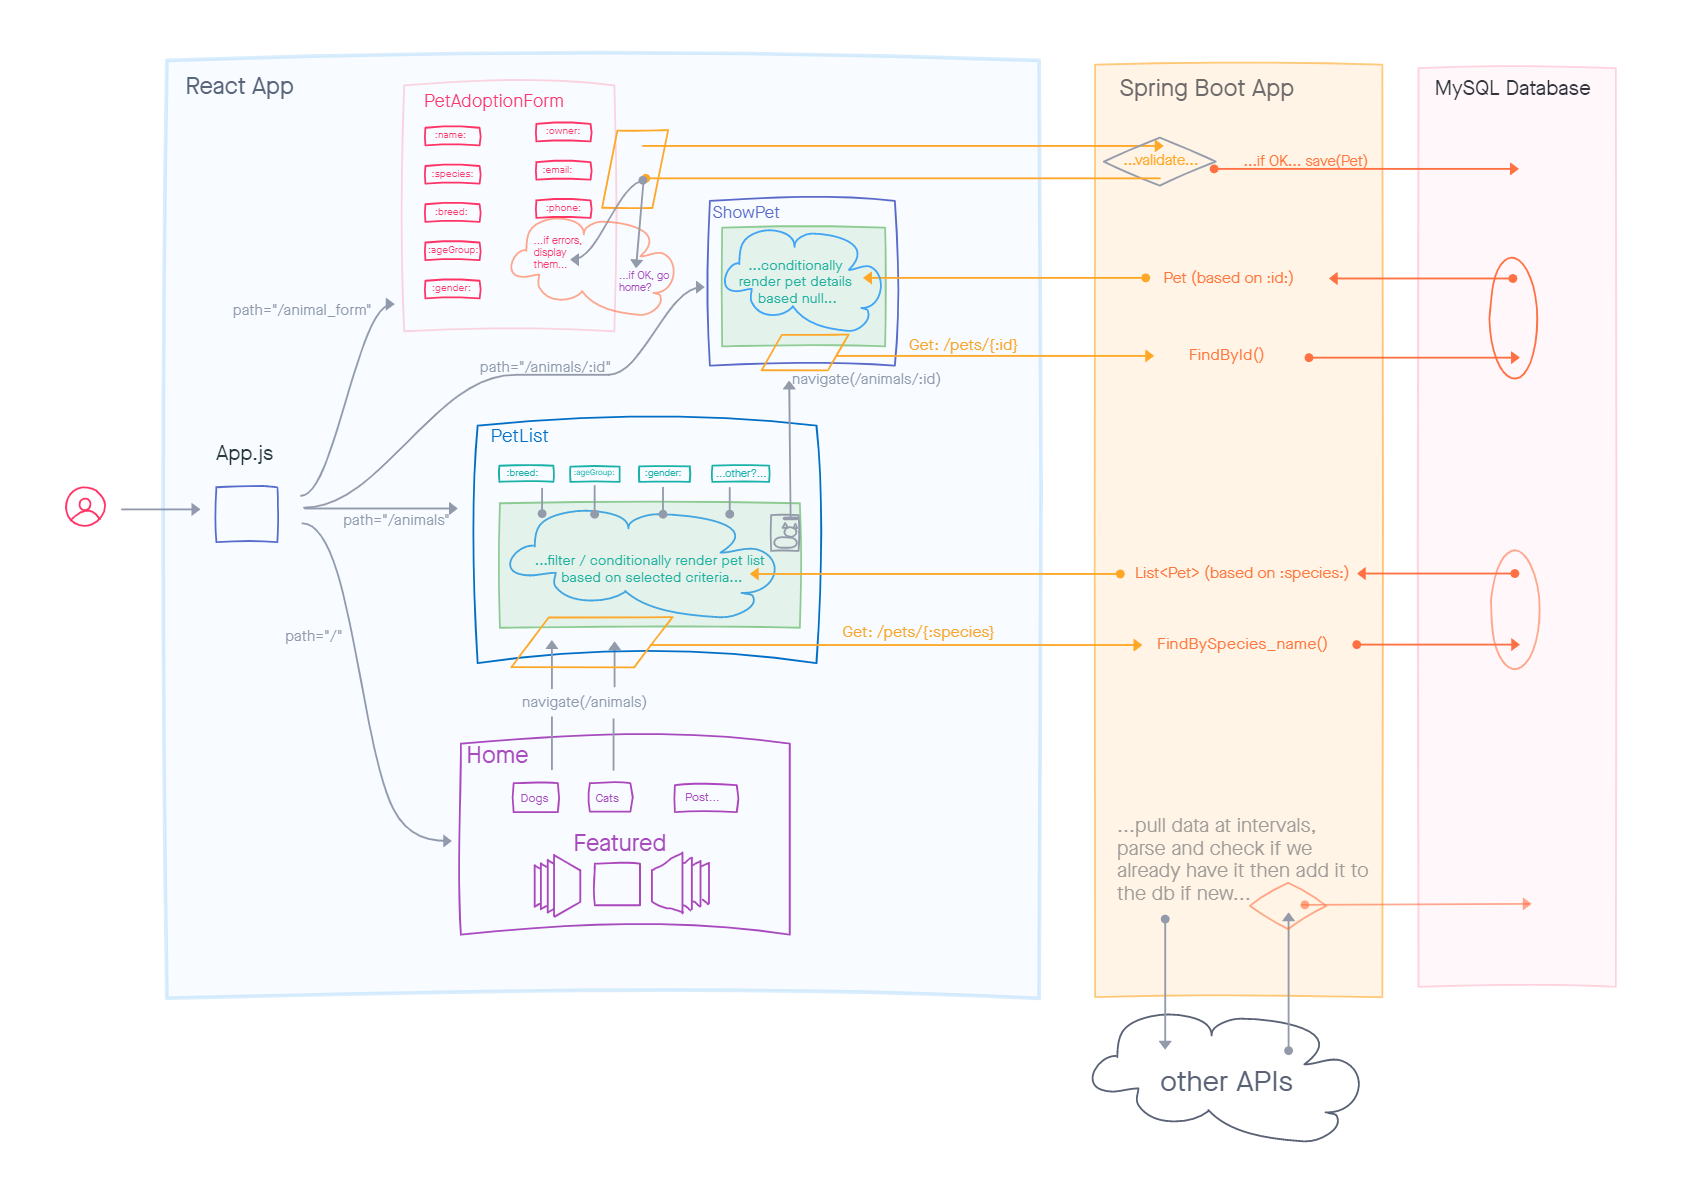 React App
PetAdoptionForm
:name:
:owner:
:species:
:email:
:breed:
:phone:
:ageGroup:
:gender:
...if errors,
display
them...
...if OK, go
home?
ShowPet
...conditionally
render pet details
based null...
Get: /pets/{:id}
navigate(/animals/:id)
path="/animal_form"
path="/animals/:id"
App.js
path="/animals"
path="/"
PetList
:breed:
:ageGroup:
:gender:
...other?...
...filter / conditionally render pet list
based on selected criteria...
Get: /pets/{:species}
navigate(/animals)
Home
Dogs
Cats
Post...
Featured
Spring Boot App
...validate...
...if OK... save(Pet)
Pet (based on :id:)
FindById()
List<Pet> (based on :species:)
FindBySpecies_name()
...pull data at intervals,
parse and check if we
already have it then add it to
the db if new...
other APIs
MySQL Database